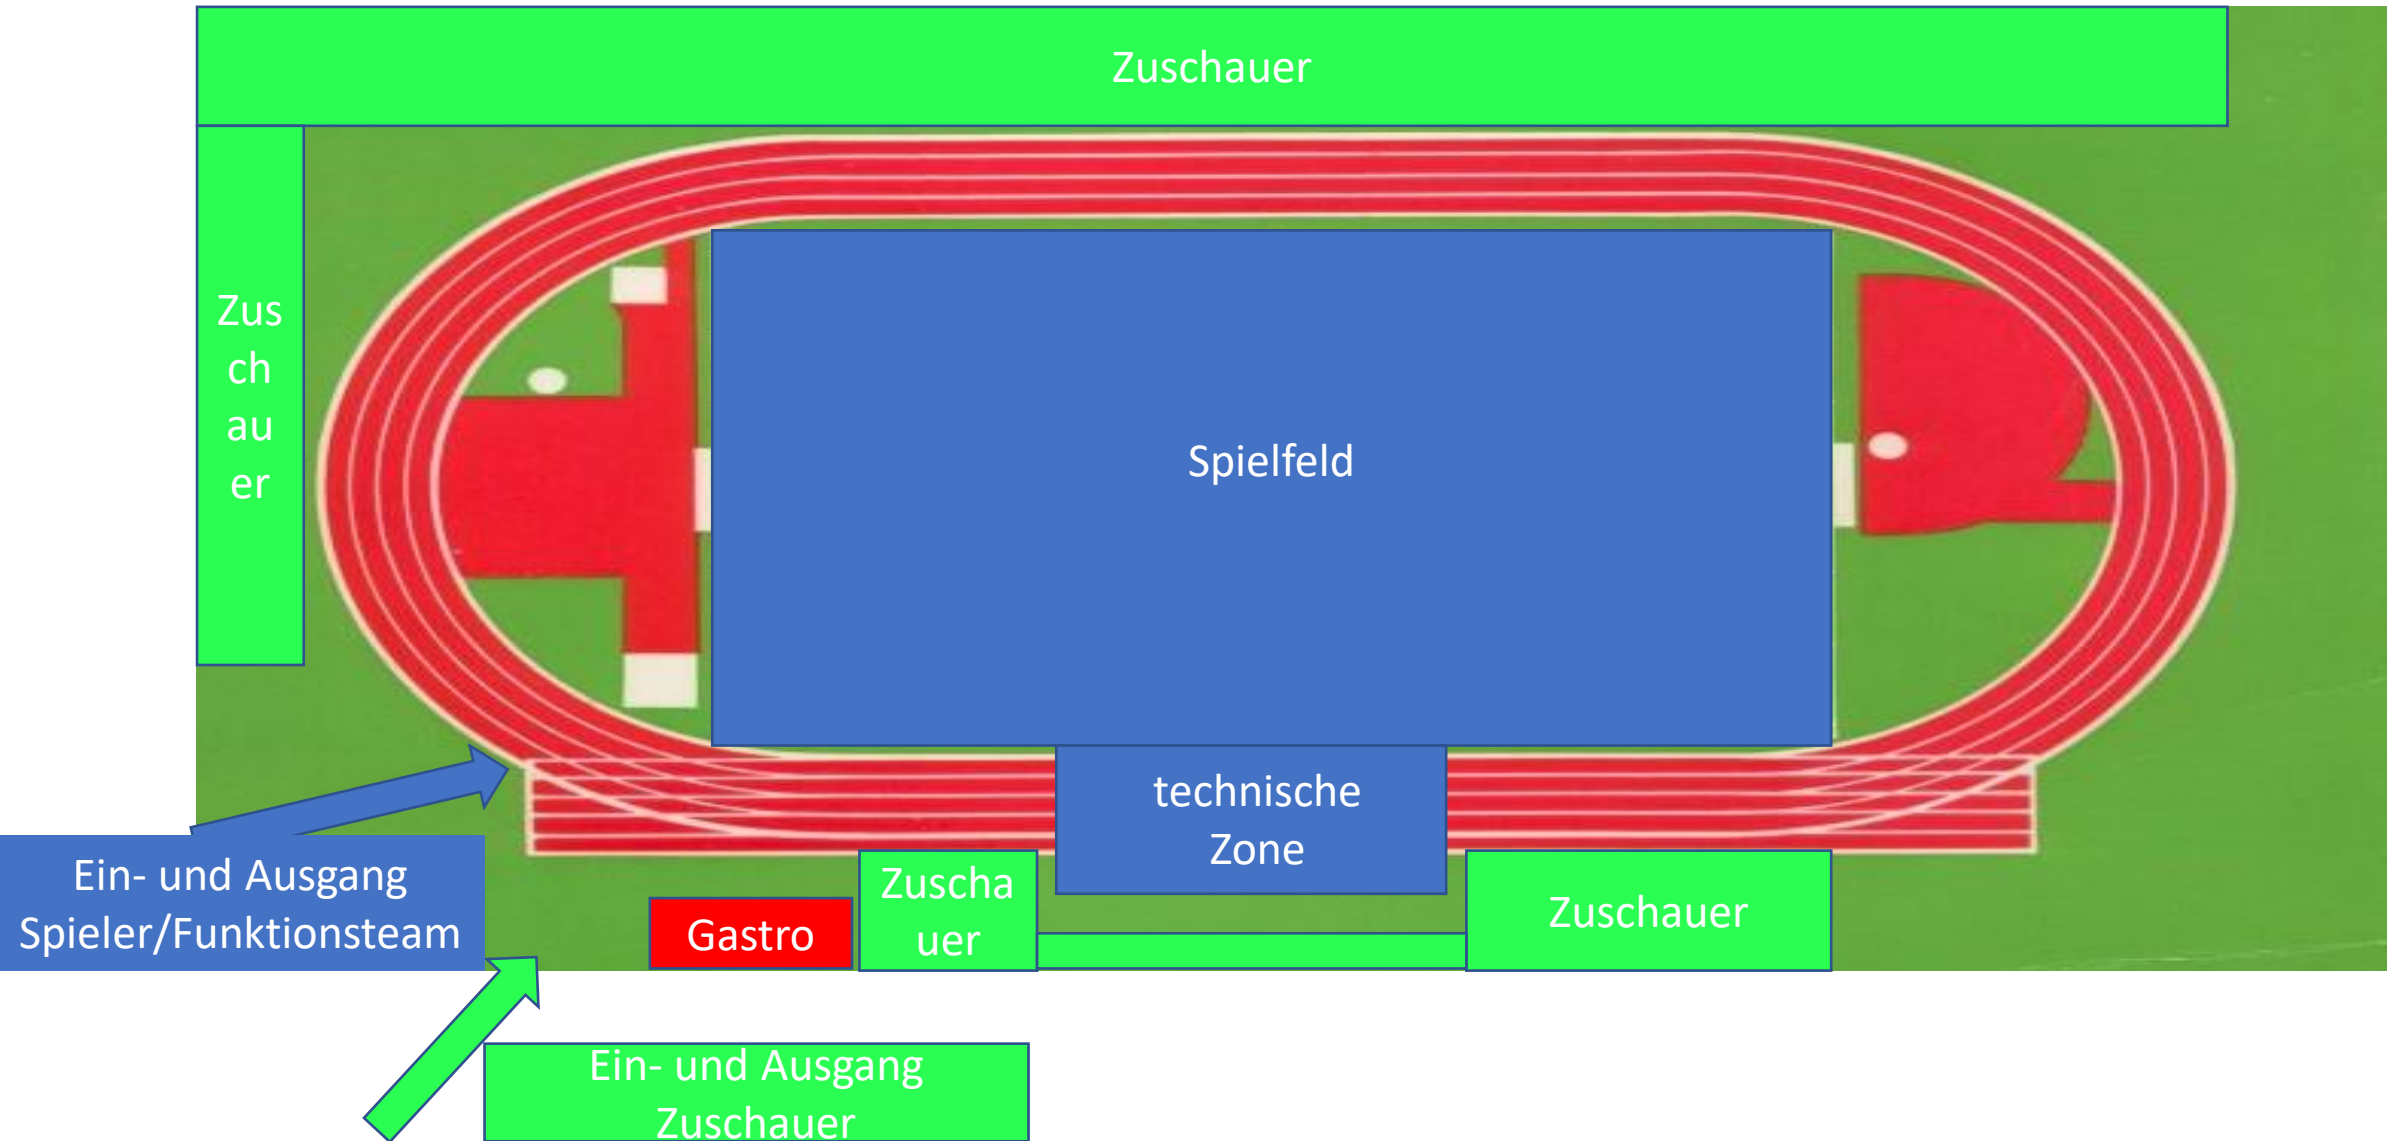 Zuschauer
Zus
ch
au
er
Spielfeld
technische
Zone
Ein- und Ausgang
Spieler/Funktionsteam
Gastro
Zuscha
uer
Zuschauer
Ein- und Ausgang
Zuschauer